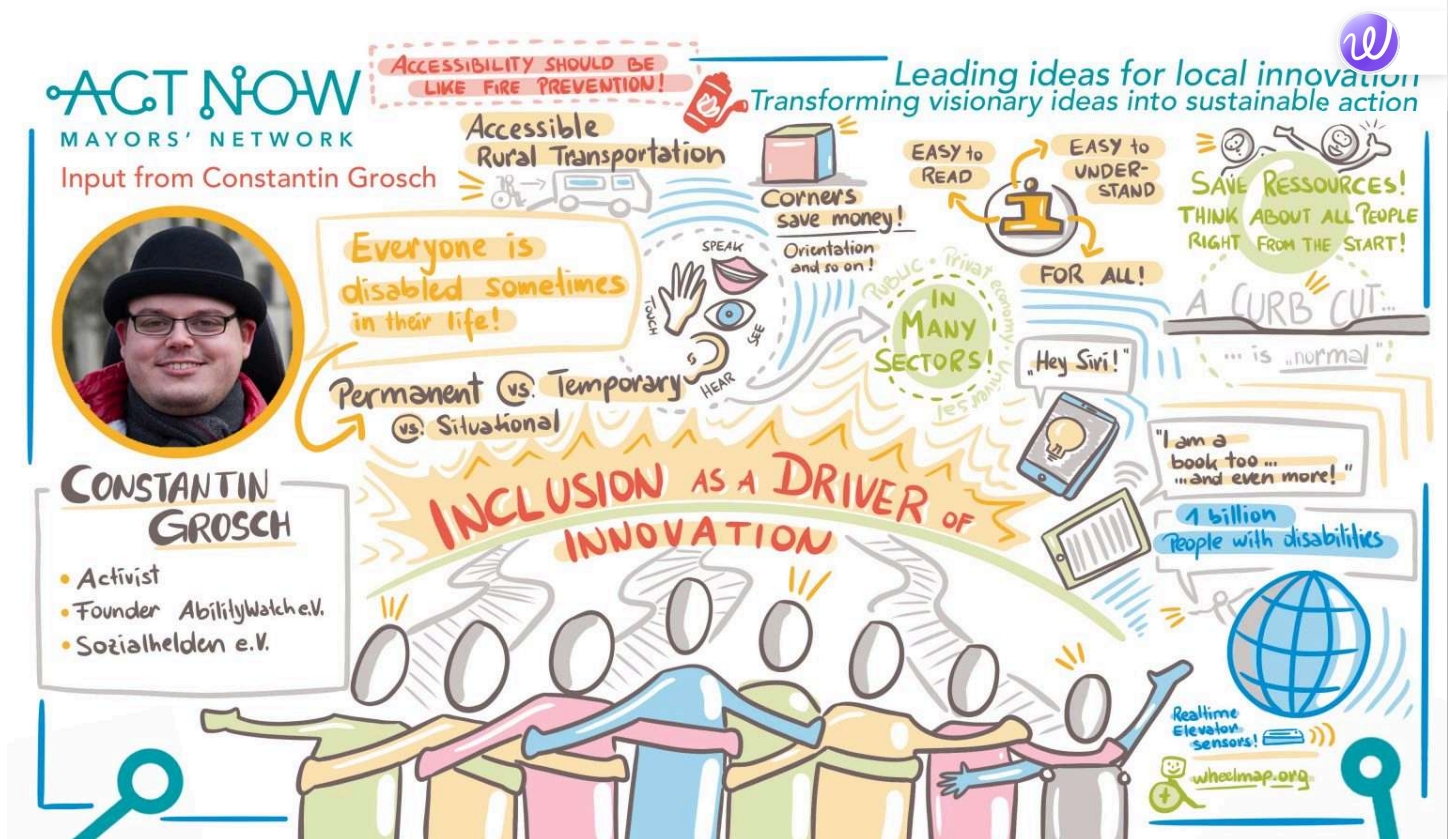 ACT NOW
MAYORS' NETWORK
Input from Constantin Grosch
ACCESSIBILITY SHOULD BE
LIKE FIRE PREVENTION!
Leading ideas for local innovation
Transforming visionary ideas into sustainable action
Accessible
Rural Transportation
Everyone is
disabled sometimes
in their life!
Permanent vs. Temporary
vs. Situational
SPEAK
TOUCH
SEE
HEAR
Corners
save money!
Orientation
and so on!
EASY to
READ
EASY to
UNDER-
STAND
FOR ALL!
PUBLIC • Privat economy • Universal
IN
MANY
SECTORS!
SAVE RESSOURCES!
THINK ABOUT ALL PEOPLE
RIGHT FROM THE START!
A CURB CUT...
... is „normal"!
„Hey Siri!"
"I am a
book too ...
... and even more!"
1 billion
People with disabilities
CONSTANTIN
GROSCH
• Activist
• Founder AbilityWatch e.V.
• Sozialhelden e.V.
INCLUSION AS A DRIVER OF
INNOVATION
Realtime
Elevator
sensors!
wheelmap.org